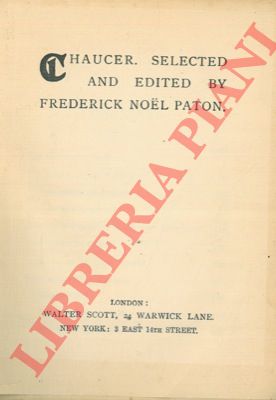 CHAUCER. SELECTED
AND EDITED BY
FREDERICK NOËL PATON.
LONDON:
WALTER SCOTT, 24 WARWICK LANE.
NEW YORK: 3 EAST 14TH STREET.
LIBRERIA PIANI